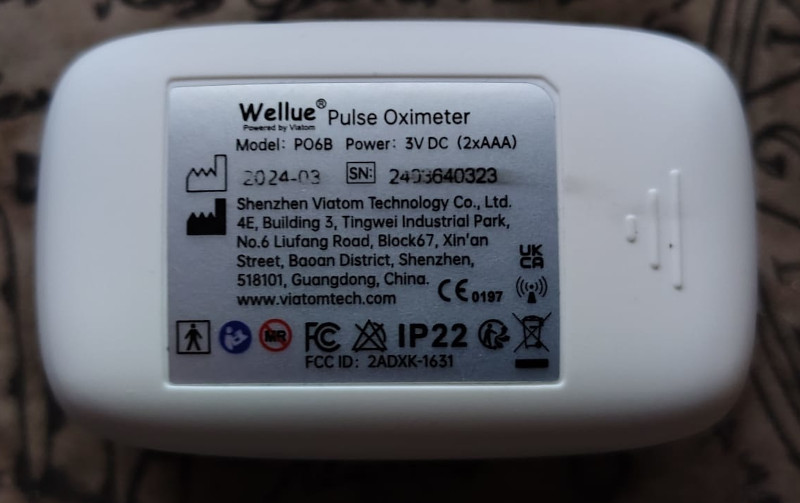 Wellue® Pulse Oximeter
Powered by Viatom
Model: PO6B Power: 3V DC (2xAAA)
2024-03 SN: 2403640323
Shenzhen Viatom Technology Co., Ltd.
4E, Building 3, Tingwei Industrial Park,
No.6 Liufang Road, Block67, Xin'an
Street, Baoan District, Shenzhen,
518101, Guangdong, China.
www.viatomtech.com
CE 0197
UK
CA
MR FC IP22
FCC ID: 2ADXK-1631